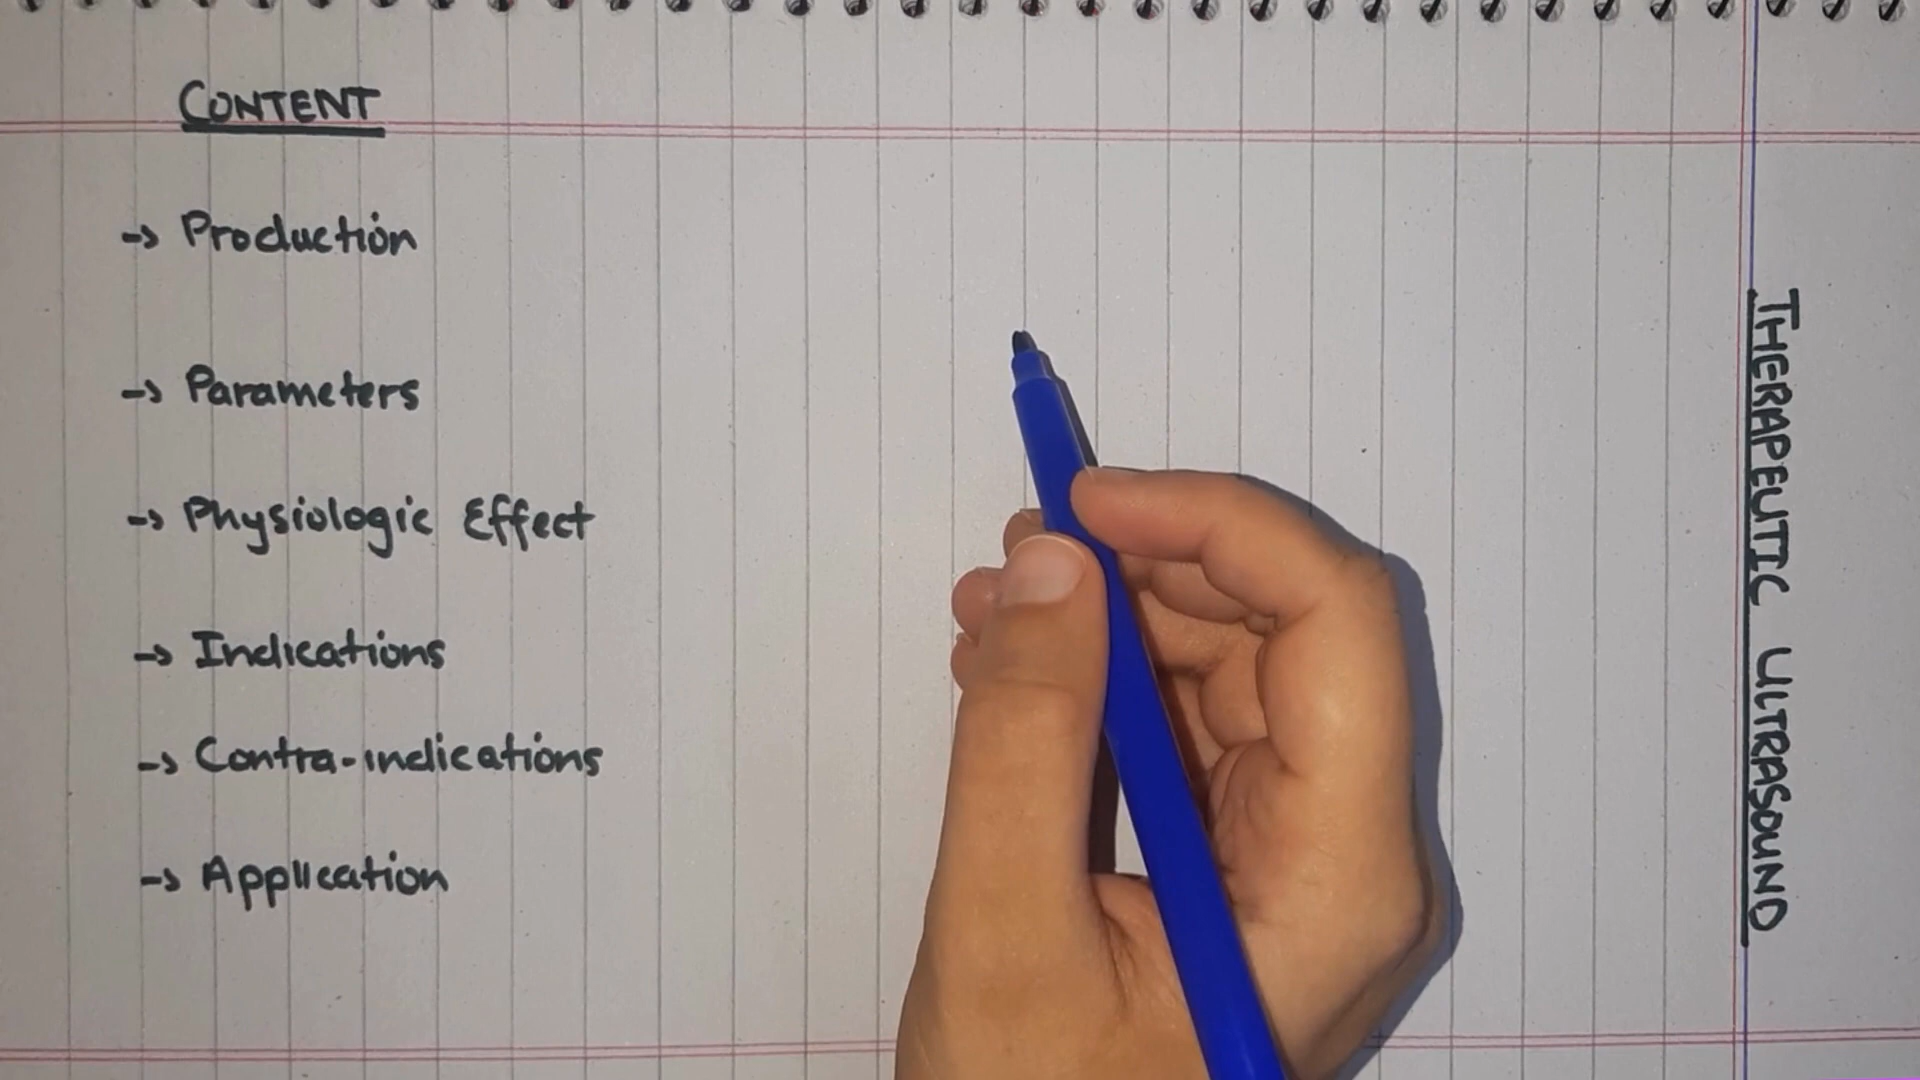 CONTENT
-> Production
-> Parameters
-> Physiologic Effect
-> Indications
-> Contra-indications
-> Application
THERAPEUTIC ULTRASOUND